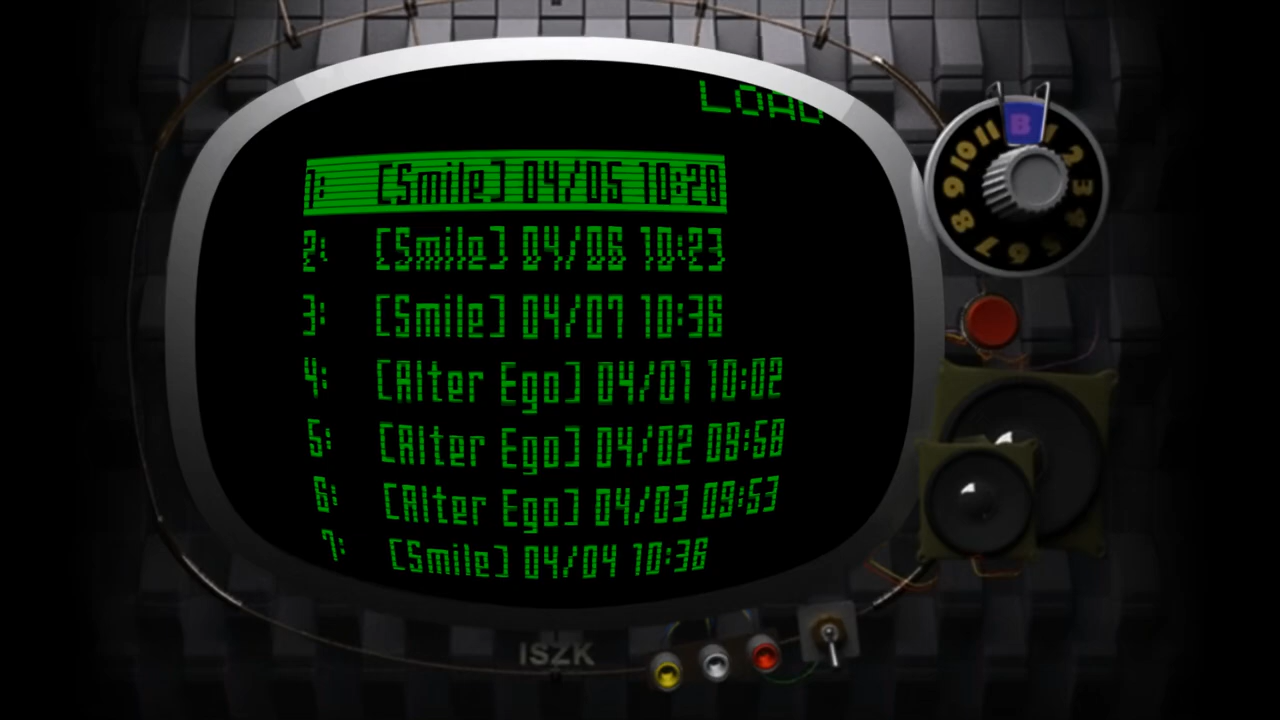 LOAD
1: [Smile] 04/05 10:28
2: [Smile] 04/06 10:23
3: [Smile] 04/07 10:36
4: [Alter Ego] 04/01 10:02
5: [Alter Ego] 04/02 09:58
6: [Alter Ego] 04/03 09:53
7: [Smile] 04/04 10:36
B 1 2 3 4 5 6 7 8 9 10 11
ISZK